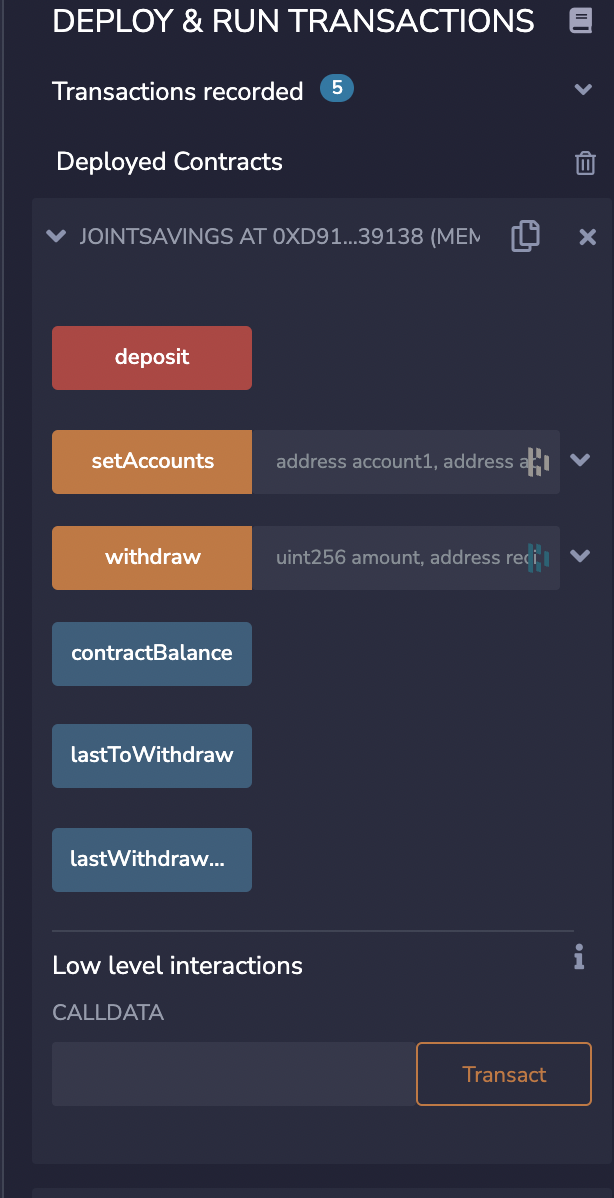 DEPLOY & RUN TRANSACTIONS
Transactions recorded 5
Deployed Contracts
JOINTSAVINGS AT 0XD91...39138 (MEM
deposit
setAccounts address account1, address
withdraw uint256 amount, address
contractBalance
lastToWithdraw
lastWithdraw...
Low level interactions
CALLDATA
Transact